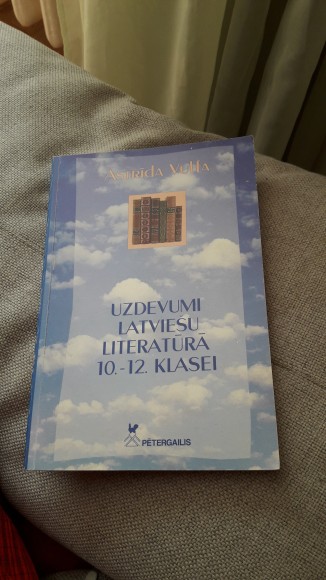 UZDEVUMI
LATVIEŠU
LITERATŪRĀ
10.-12. KLASEI
PĒTERGAILIS